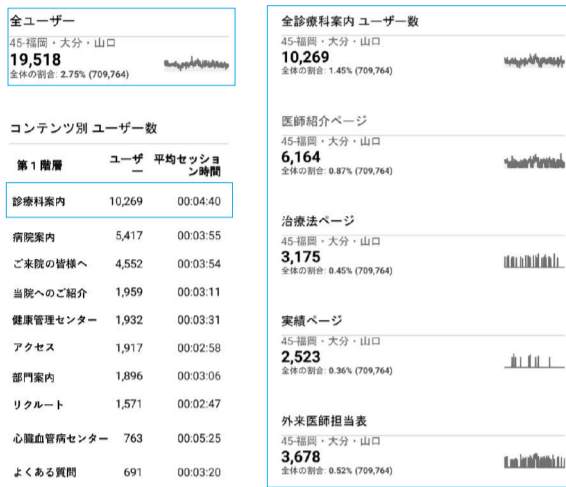 全ユーザー
45-福岡・大分・山口
19,518
全体の割合: 2.75% (709,764)
コンテンツ別 ユーザー数
第1階層 ユーザー 平均セッション時間
診療科案内 10,269 00:04:40
病院案内 5,417 00:03:55
ご来院の皆様へ 4,552 00:03:54
当院へのご紹介 1,959 00:03:11
健康管理センター 1,932 00:03:31
アクセス 1,917 00:02:58
部門案内 1,896 00:03:06
リクルート 1,571 00:02:47
心臓血管病センター 763 00:05:25
よくある質問 691 00:03:20
全診療科案内 ユーザー数
45-福岡・大分・山口
10,269
全体の割合: 1.45% (709,764)
医師紹介ページ
45-福岡・大分・山口
6,164
全体の割合: 0.87% (709,764)
治療法ページ
45-福岡・大分・山口
3,175
全体の割合: 0.45% (709,764)
実績ページ
45-福岡・大分・山口
2,523
全体の割合: 0.36% (709,764)
外来医師担当表
45-福岡・大分・山口
3,678
全体の割合: 0.52% (709,764)